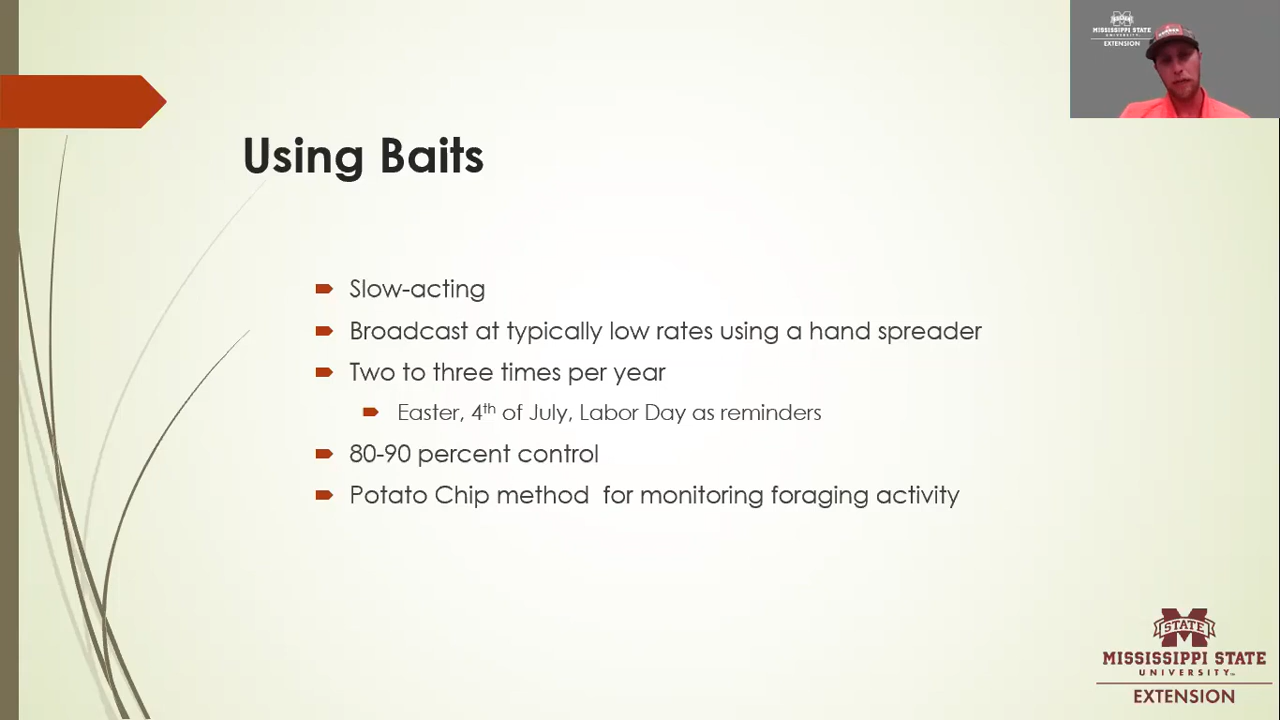 MISSISSIPPI STATE
UNIVERSITY
EXTENSION
Using Baits
Slow-acting
Broadcast at typically low rates using a hand spreader
Two to three times per year
Easter, 4th of July, Labor Day as reminders
80-90 percent control
Potato Chip method for monitoring foraging activity
STATE
MISSISSIPPI STATE
UNIVERSITY™
EXTENSION